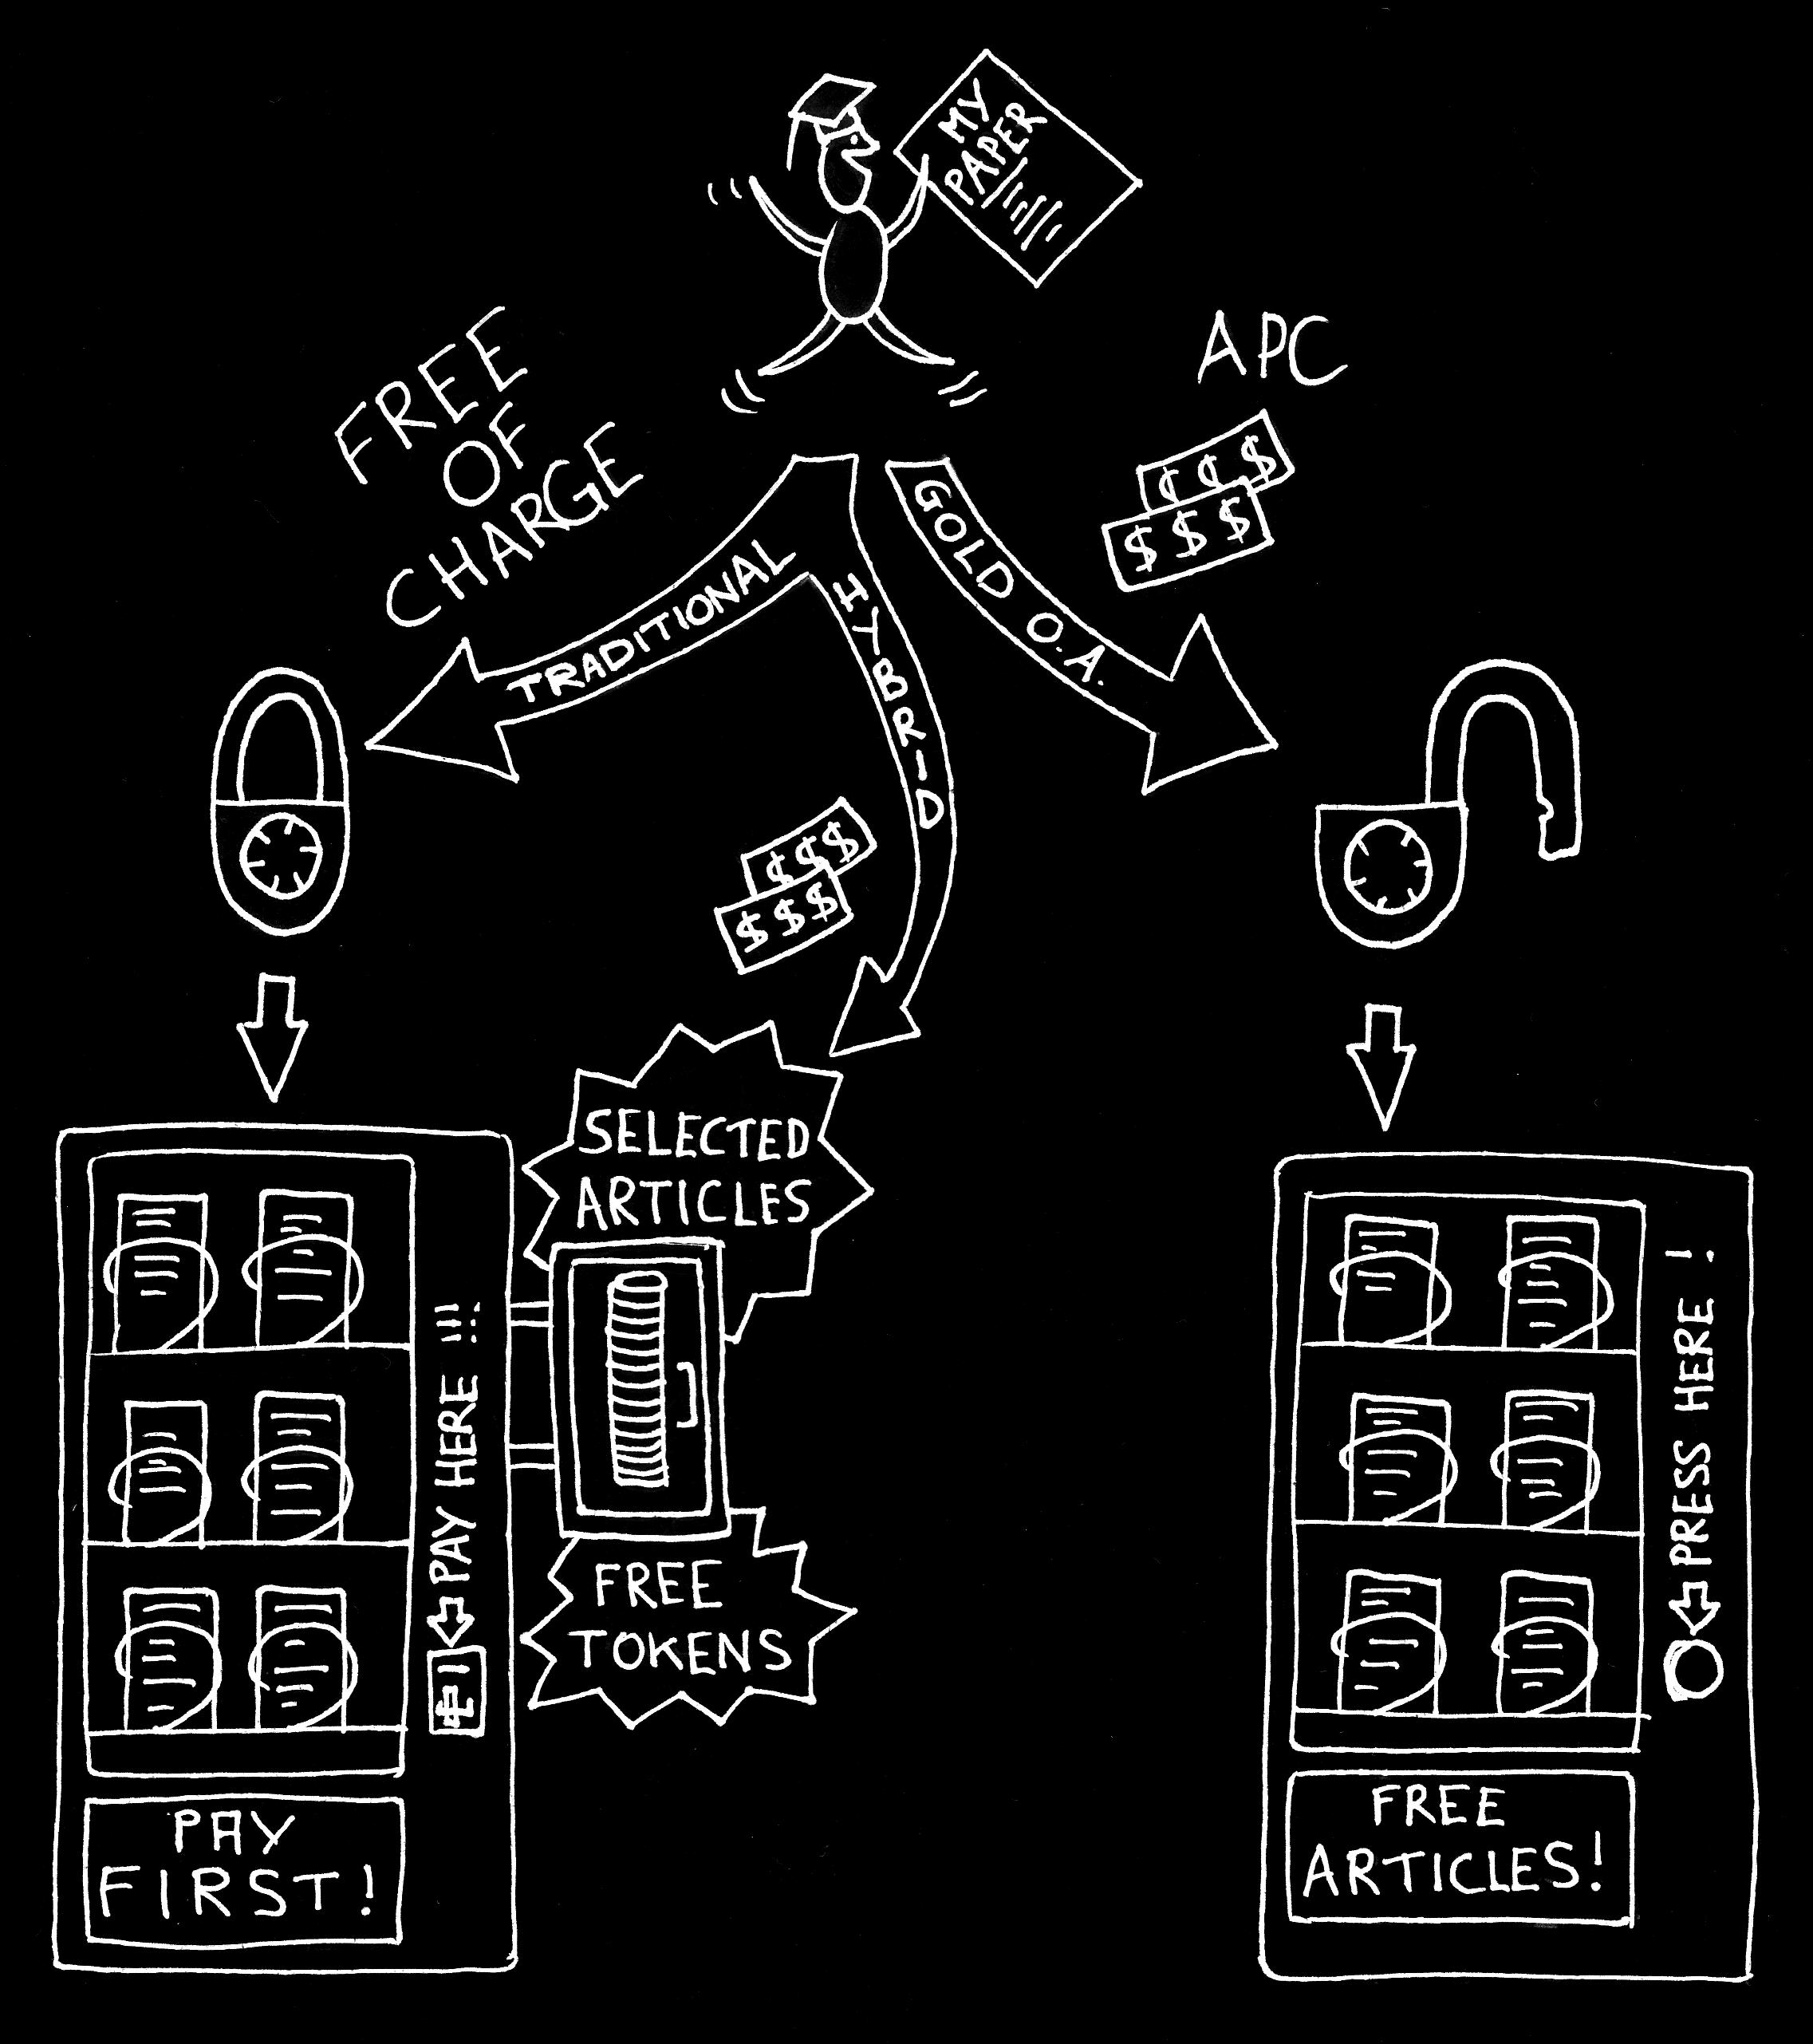 MY
PAPER
FREE
OF
CHARGE
APC
¢ ¢ $
$ $ $
TRADITIONAL
HYBRID
GOLD O.A.
¢ ¢ $
$ $ $
SELECTED
ARTICLES
FREE
TOKENS
PAY HERE !!!
PAY
FIRST!
PRESS HERE !
FREE
ARTICLES!